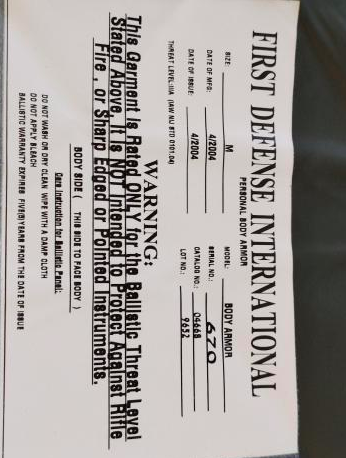 FIRST DEFENSE INTERNATIONAL
PERSONAL BODY ARMOR
SIZE: M
MODEL: BODY ARMOR
DATE OF MFG: 4/2004
SERIAL NO.: 670
DATE OF ISSUE: 4/2004
CATALOG NO.: 04668
THREAT LEVEL:IIIA (IAW NIJ STD 0101.04)
LOT NO.: 9652
WARNING:
This Garment Is Rated ONLY for the Ballistic Threat Level
Stated Above. It Is NOT Intended to Protect Against Rifle
Fire , or Sharp Edged or Pointed Instruments.
BODY SIDE ( THIS SIDE TO FACE BODY )
Care Instruction for Ballistic Panel:
DO NOT WASH OR DRY CLEAN WIPE WITH A DAMP CLOTH
DO NOT APPLY BLEACH
BALLISTIC WARRANTY EXPIRES FIVE(5)YEARS FROM THE DATE OF ISSUE